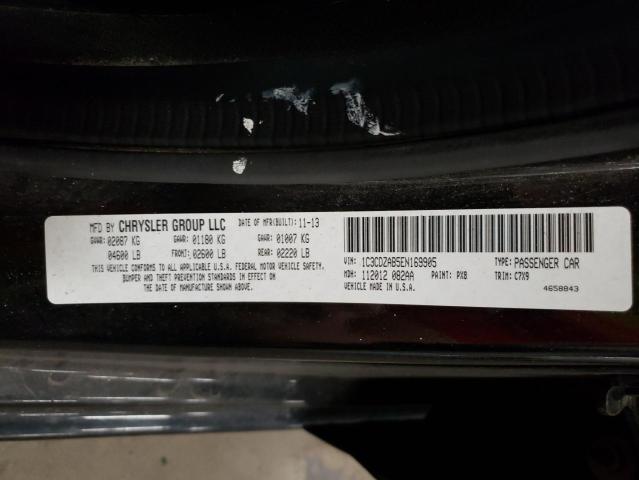 MFD BY CHRYSLER GROUP LLC DATE OF MFR(BUILT): 11-13
GVWR: 02087 KG GAWR: 01180 KG GAWR: 01007 KG
04600 LB FRONT: 02600 LB REAR: 02220 LB
THIS VEHICLE CONFORMS TO ALL APPLICABLE U.S.A. FEDERAL MOTOR VEHICLE SAFETY,
BUMPER AND THEFT PREVENTION STANDARDS IN EFFECT ON
THE DATE OF MANUFACTURE SHOWN ABOVE.
VIN: 1C3CDZAB5EN169905 TYPE: PASSENGER CAR
MDH: 112012 082AA PAINT: PX8 TRIM: C7X9
VEHICLE MADE IN U.S.A. 4658843